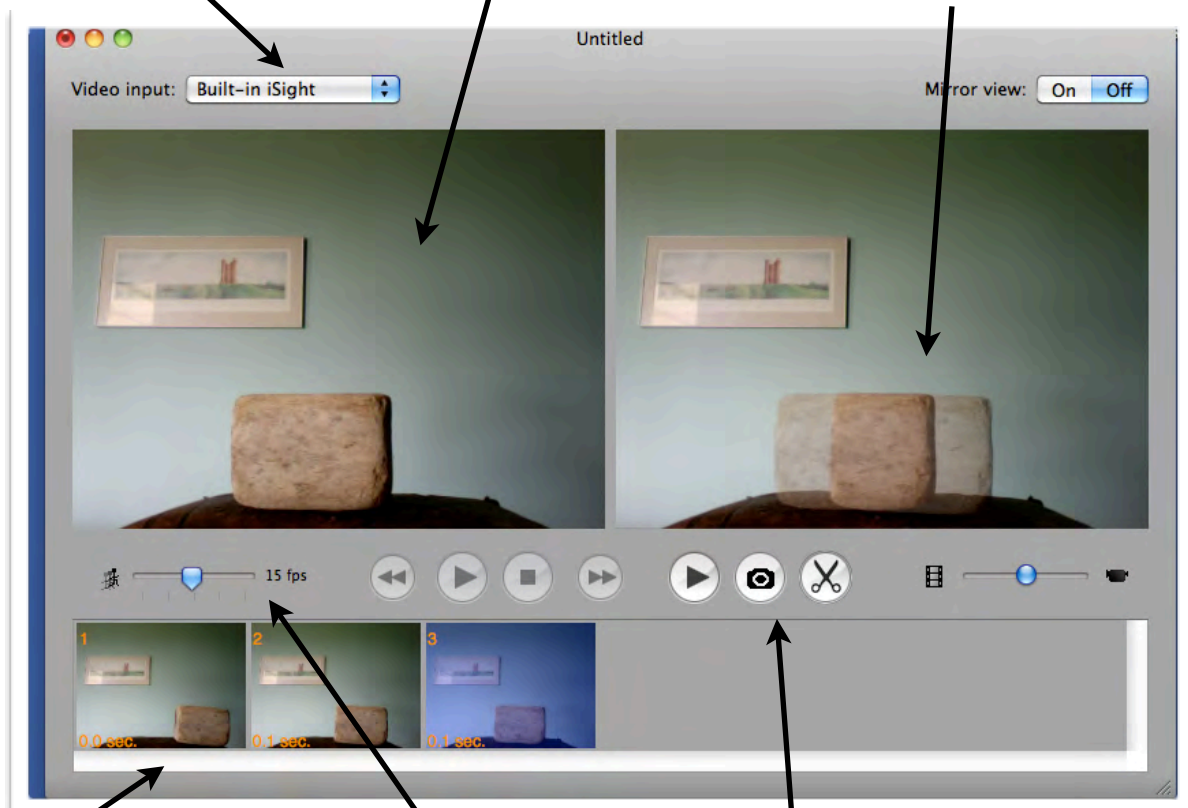 Untitled
Video input: Built-in iSight
Mirror view: On Off
15 fps
1 2 3
0.0 sec. 0.1 sec. 0.1 sec.